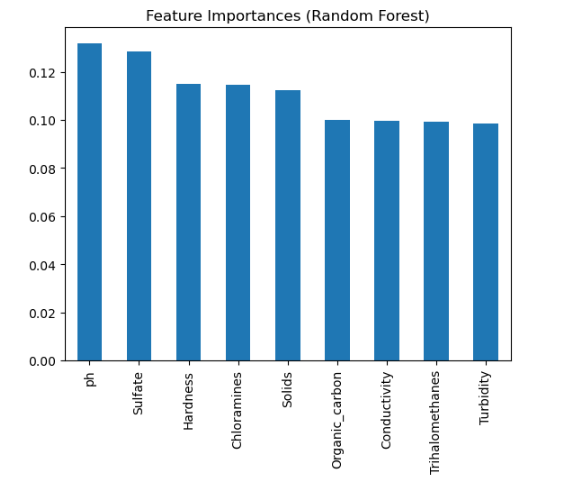 Feature Importances (Random Forest)
0.12
0.10
0.08
0.06
0.04
0.02
0.00
ph
Sulfate
Hardness
Chloramines
Solids
Organic_carbon
Conductivity
Trihalomethanes
Turbidity